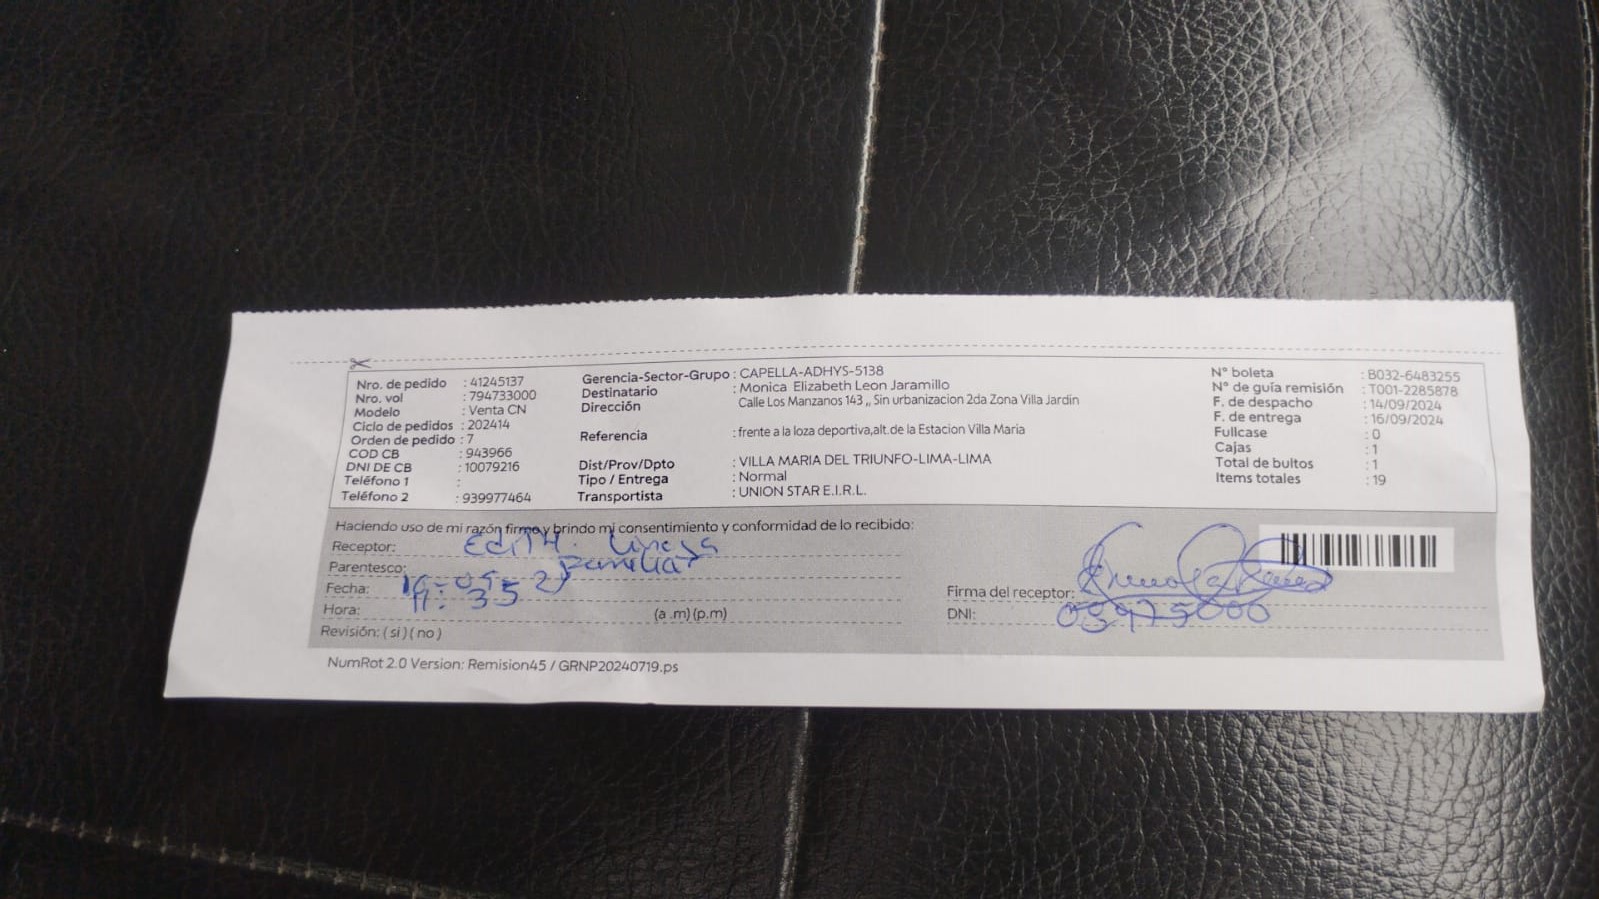 Nro. de pedido : 41245137
Nro. vol : 794733000
Modelo : Venta CN
Ciclo de pedidos : 202414
Orden de pedido : 7
COD CB : 943966
DNI DE CB : 10079216
Teléfono 1 :
Teléfono 2 : 939977464
Gerencia-Sector-Grupo : CAPELLA-ADHYS-5138
Destinatario : Monica Elizabeth Leon Jaramillo
Dirección Calle Los Manzanos 143 ,, Sin urbanizacion 2da Zona Villa Jardin
Referencia : frente a la loza deportiva,alt.de la Estacion Villa Maria
Dist/Prov/Dpto : VILLA MARIA DEL TRIUNFO-LIMA-LIMA
Tipo / Entrega : Normal
Transportista : UNION STAR E.I.R.L.
N° boleta : B032-6483255
N° de guía remisión : T001-2285878
F. de despacho : 14/09/2024
F. de entrega : 16/09/2024
Fullcase : 0
Cajas : 1
Total de bultos : 1
Items totales : 19
Haciendo uso de mi razón firmo y brindo mi consentimiento y conformidad de lo recibido:
Receptor: Edith.
Parentesco: Familiar
Fecha:
Hora: 11:35 (a .m) (p.m)
Revisión: ( si ) ( no )
Firma del receptor:
DNI:
NumRot 2.0 Version: Remision45 / GRNP20240719.ps